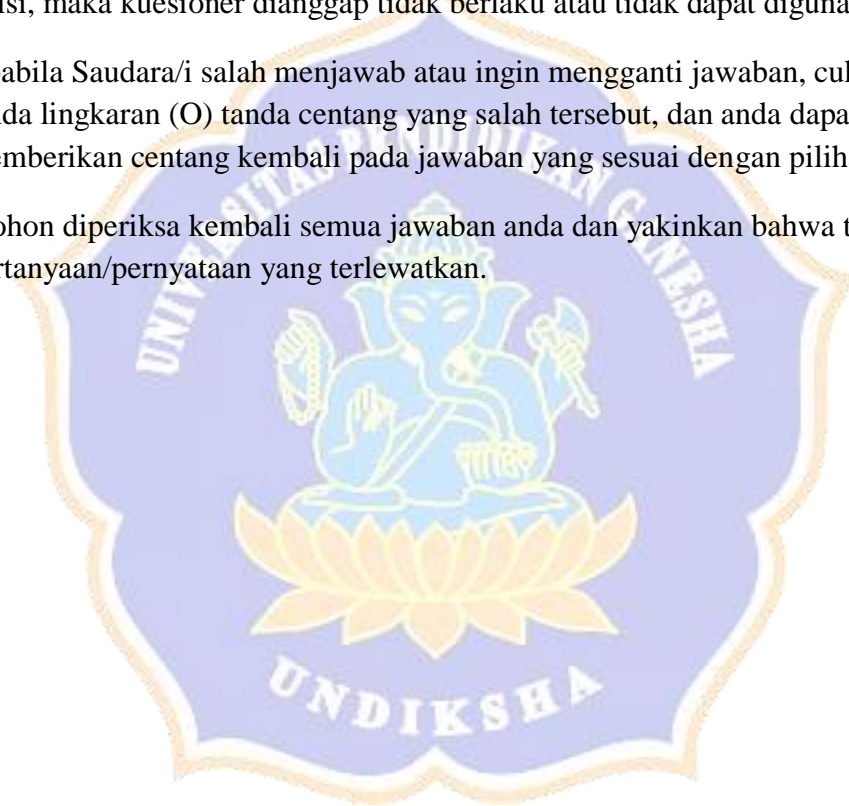 isi, maka kuesioner dianggap tidak berlaku atau tidak dapat diguna
abila Saudara/i salah menjawab atau ingin mengganti jawaban, cu
da lingkaran (O) tanda centang yang salah tersebut, dan anda dapa
emberikan centang kembali pada jawaban yang sesuai dengan pilih
ohon diperiksa kembali semua jawaban anda dan yakinkan bahwa t
rtanyaan/pernyataan yang terlewatkan.
UNIVERSITAS PENDIDIKAN GANESHA
UNDIKSHA